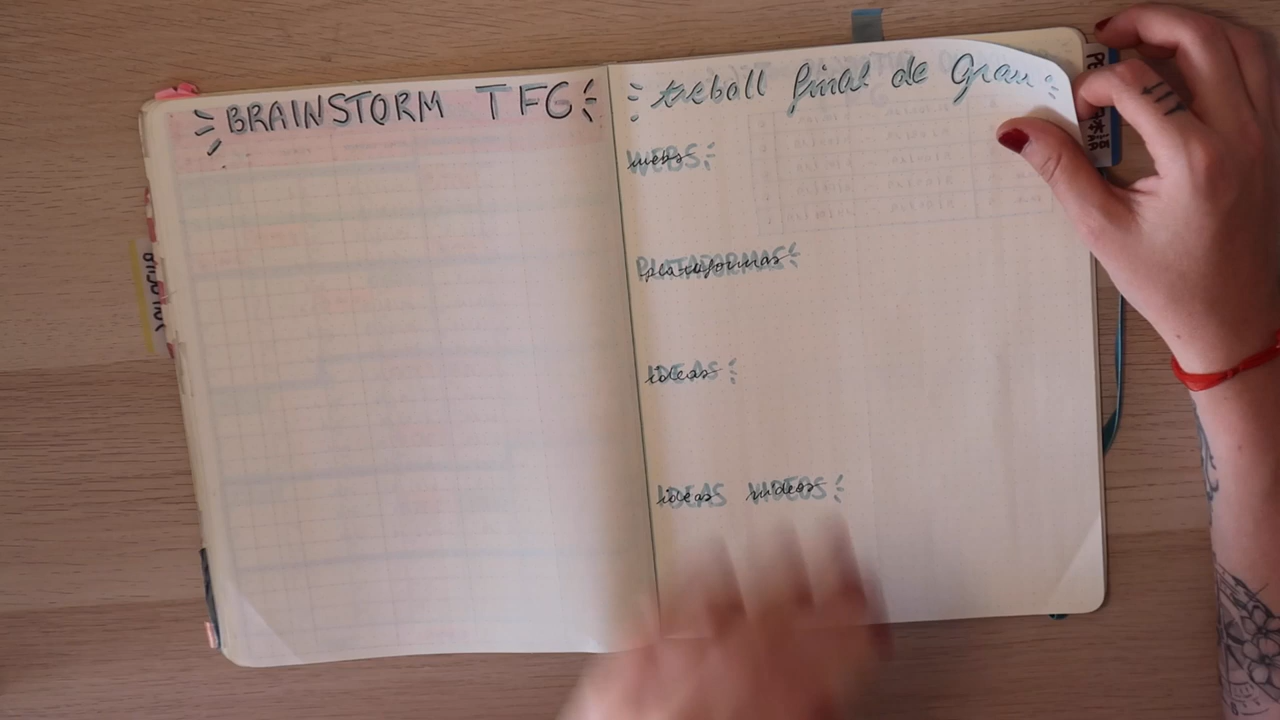 BRAINSTORM TFG
treball final de Grau
WEBS
webs
PLATAFORMAS
plataformas
IDEAS
ideas
IDEAS VIDEOS
ideas videos